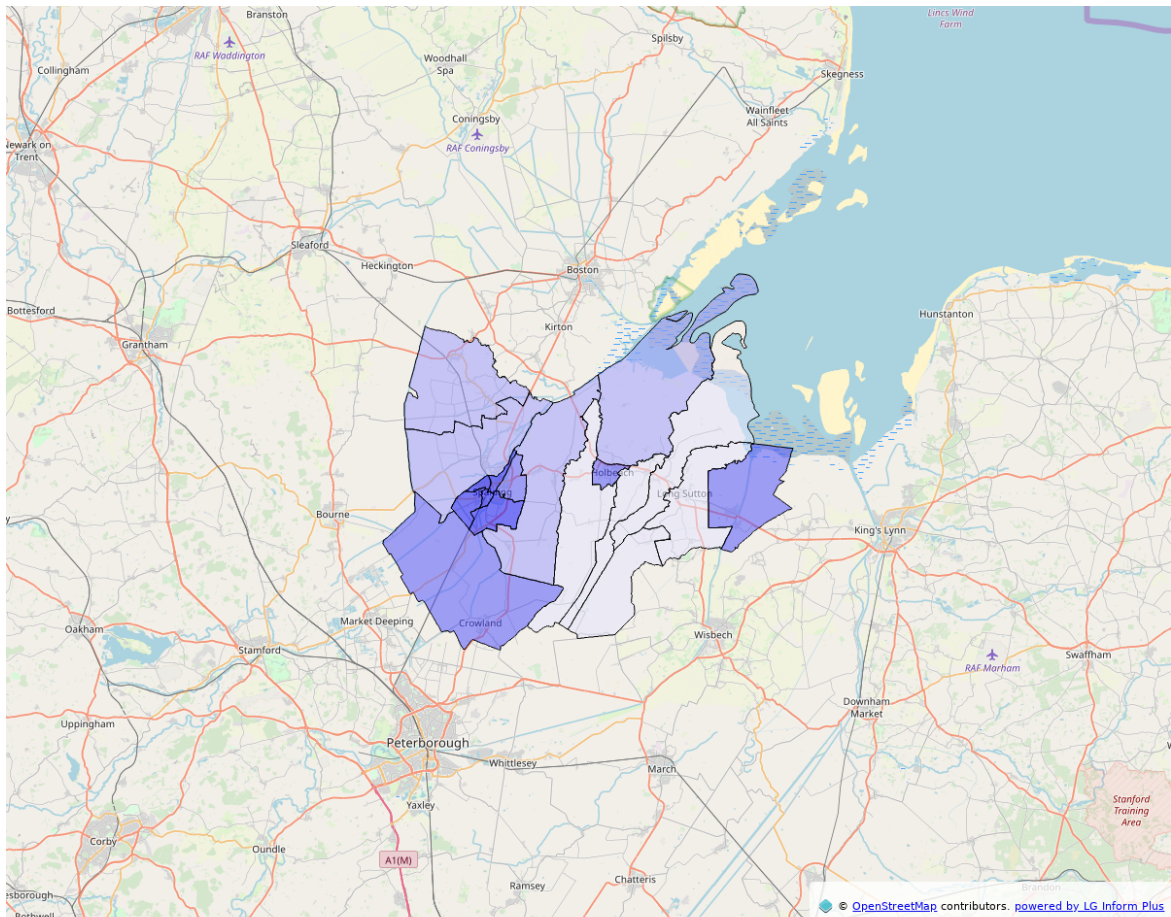 Branston
Lincs Wind
Farm
Spilsby
RAF Waddington
Woodhall
Spa
Collingham
Skegness
Wainfleet
All Saints
Coningsby
RAF Coningsby
Newark on
Trent
Sleaford
Heckington
Boston
Bottesford
Hunstanton
Kirton
Grantham
Holbeach
Long Sutton
Bourne
King's Lynn
Market Deeping
Crowland
Oakham
Wisbech
Stamford
RAF Marham
Swaffham
Downham
Market
Uppingham
Peterborough
Whittlesey
March
Yaxley
Stanford
Training
Area
Corby
Oundle
A1(M)
Chatteris
Ramsey
Brandon
© OpenStreetMap contributors. powered by LG Inform Plus